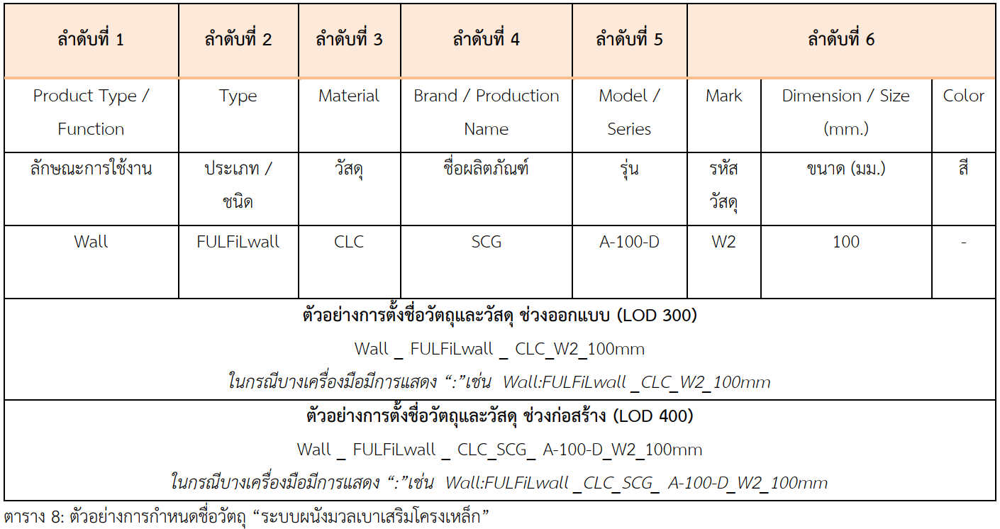 ลำดับที่ 1 ลำดับที่ 2 ลำดับที่ 3 ลำดับที่ 4 ลำดับที่ 5 ลำดับที่ 6
Product Type / Type Material Brand / Production Model / Mark Dimension / Size Color
Function Name Series (mm.)
ลักษณะการใช้งาน ประเภท / วัสดุ ชื่อผลิตภัณฑ์ รุ่น รหัส ขนาด (มม.) สี
ชนิด วัสดุ
Wall FULFiLwall CLC SCG A-100-D W2 100 -
ตัวอย่างการตั้งชื่อวัตถุและวัสดุ ช่วงออกแบบ (LOD 300)
Wall _ FULFiLwall _ CLC_W2_100mm
ในกรณีบางเครื่องมือมีการแสดง “:”เช่น Wall:FULFiLwall _CLC_W2_100mm
ตัวอย่างการตั้งชื่อวัตถุและวัสดุ ช่วงก่อสร้าง (LOD 400)
Wall _ FULFiLwall _ CLC_SCG_ A-100-D_W2_100mm
ในกรณีบางเครื่องมือมีการแสดง “:”เช่น Wall:FULFiLwall _CLC_SCG_ A-100-D_W2_100mm
ตาราง 8: ตัวอย่างการกำหนดชื่อวัตถุ “ระบบผนังมวลเบาเสริมโครงเหล็ก”